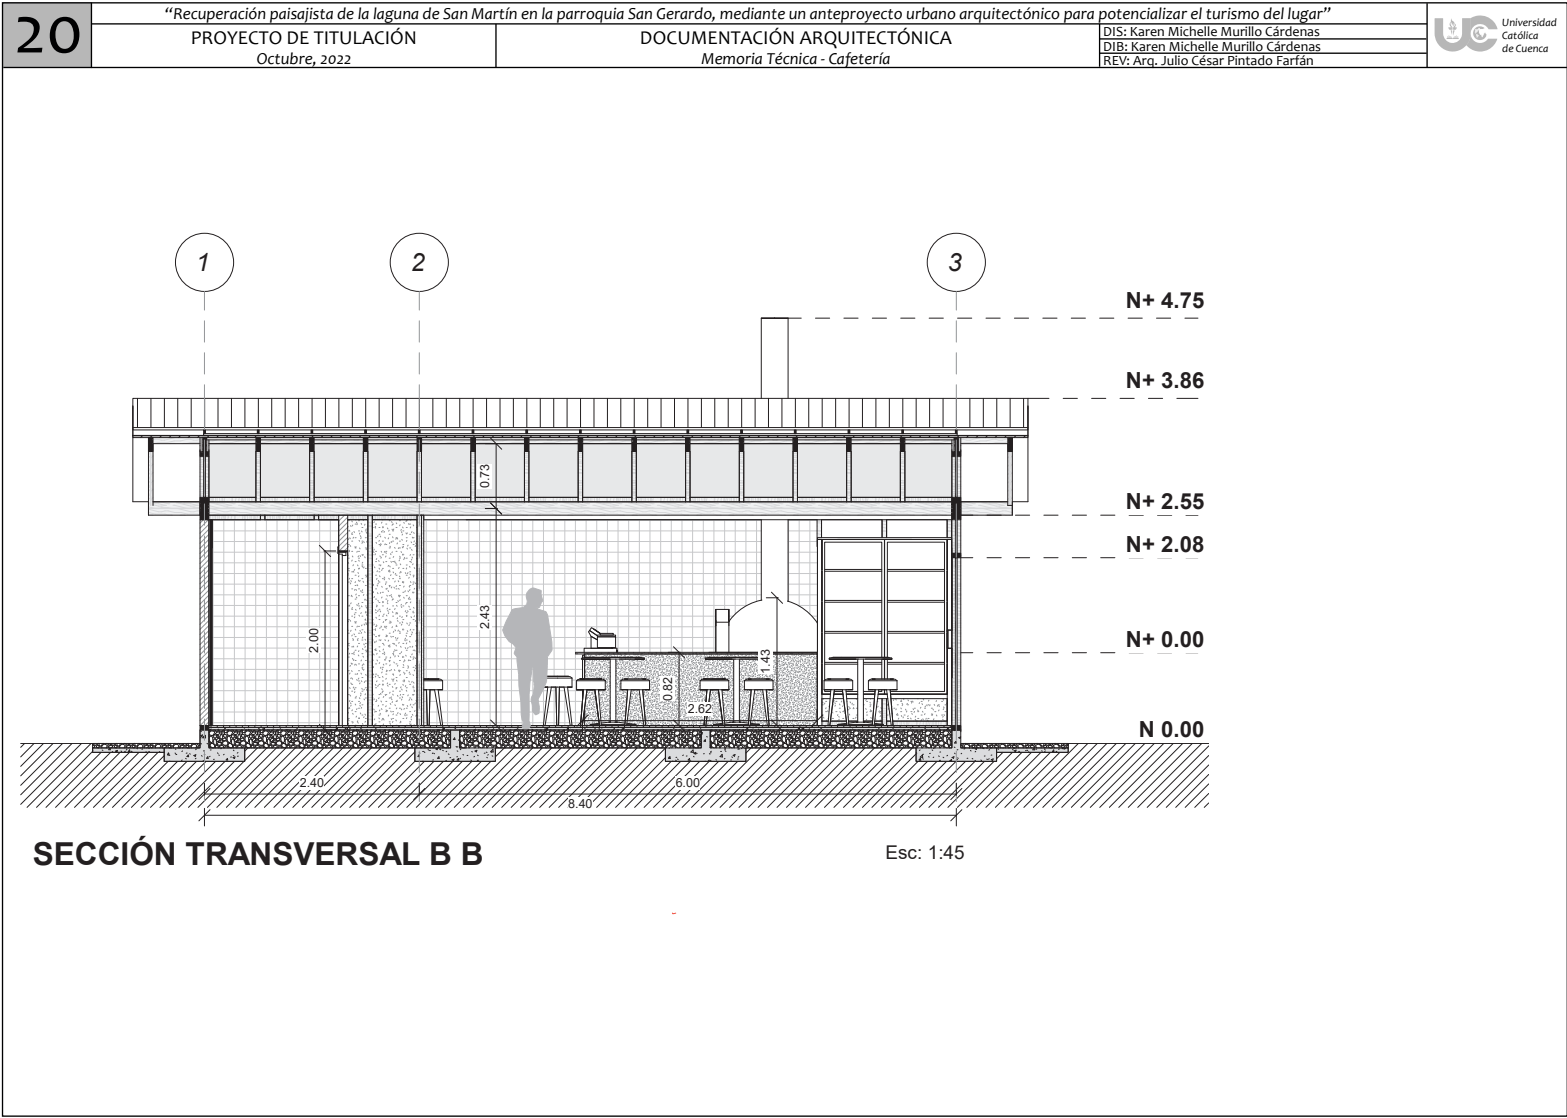 20
“Recuperación paisajista de la laguna de San Martín en la parroquia San Gerardo, mediante un anteproyecto urbano arquitectónico para potencializar el turismo del lugar”
PROYECTO DE TITULACIÓN
Octubre, 2022
DOCUMENTACIÓN ARQUITECTÓNICA
Memoria Técnica - Cafetería
DIS: Karen Michelle Murillo Cárdenas
DIB: Karen Michelle Murillo Cárdenas
REV: Arq. Julio César Pintado Farfán
UC
Universidad
Católica
de Cuenca
1
2
3
N+ 4.75
N+ 3.86
0.73
N+ 2.55
N+ 2.08
2.43
2.00
N+ 0.00
1.43
0.82
2.62
N 0.00
2.40
6.00
8.40
SECCIÓN TRANSVERSAL B B
Esc: 1:45